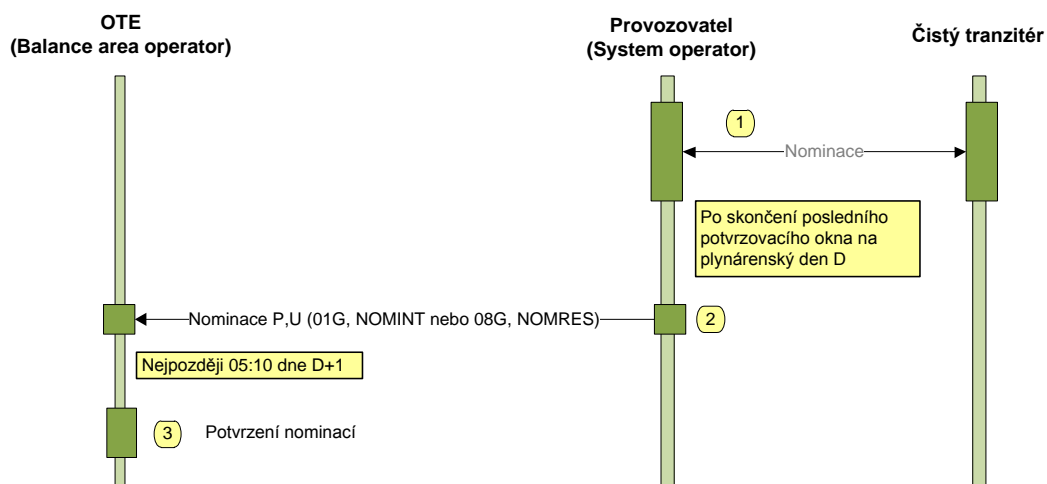 OTE
(Balance area operator)
Provozovatel
(System operator)
Čistý tranzitér
1
Nominace
Po skončení posledního
potvrzovacího okna na
plynárenský den D
Nominace P,U (01G, NOMINT nebo 08G, NOMRES)
2
Nejpozději 05:10 dne D+1
3
Potvrzení nominací